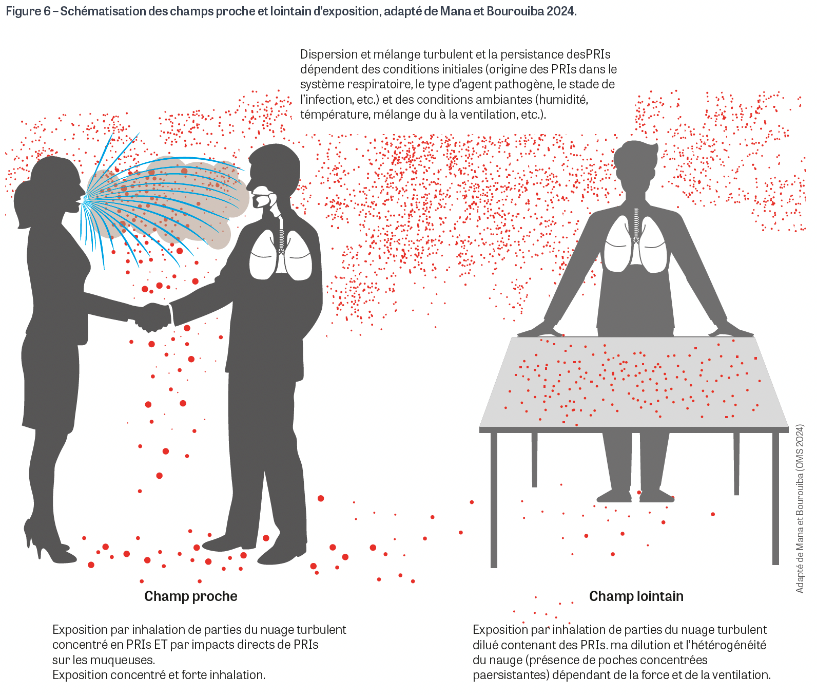 Figure 6 – Schématisation des champs proche et lointain d'exposition, adapté de Mana et Bourouiba 2024.
Dispersion et mélange turbulent et la persistance desPRIs
dépendent des conditions initiales (origine des PRIs dans le
système respiratoire, le type d'agent pathogène, le stade de
l'infection, etc.) et des conditions ambiantes (humidité,
témpérature, mélange du à la ventilation, etc.).
Adapté de Mana et Bourouiba (OMS 2024)
Champ proche
Exposition par inhalation de parties du nuage turbulent
concentré en PRIs ET par impacts directs de PRIs
sur les muqueuses.
Exposition concentré et forte inhalation.
Champ lointain
Exposition par inhalation de parties du nuage turbulent
dilué contenant des PRIs. ma dilution et l'hétérogénéité
du nauge (présence de poches concentrées
paersistantes) dépendant de la force et de la ventilation.